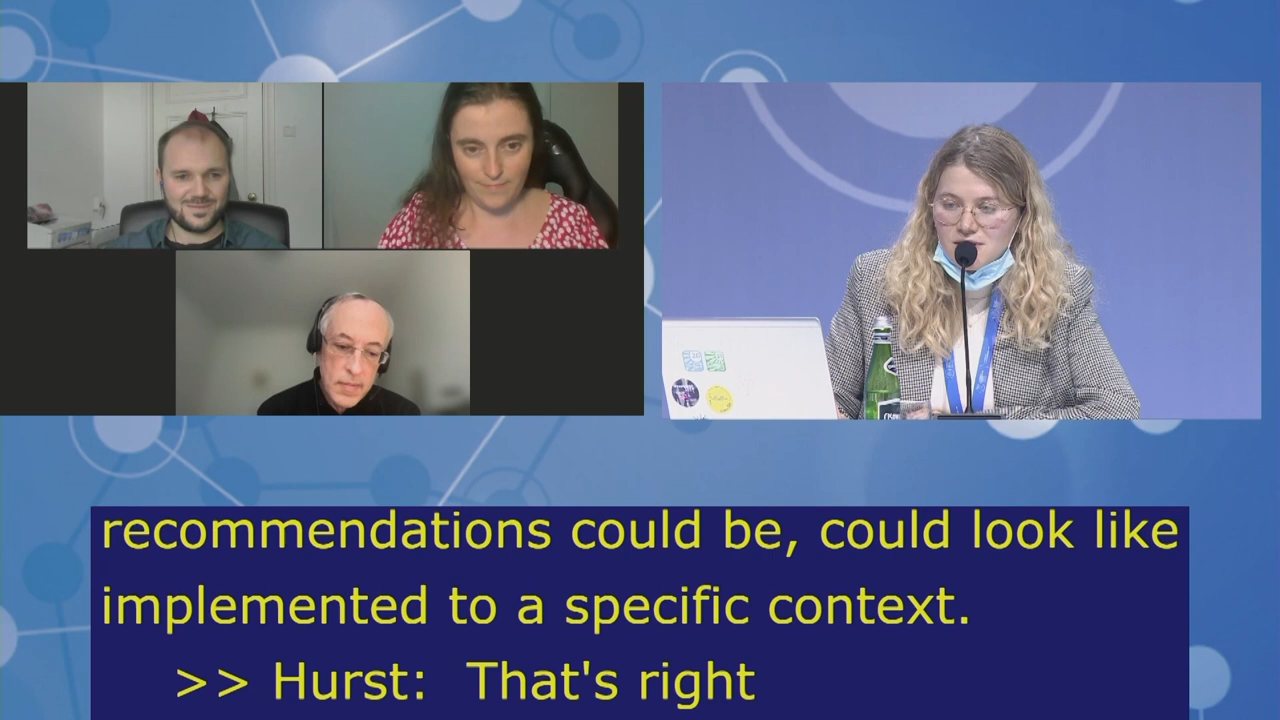 recommendations could be, could look like
implemented to a specific context.
>> Hurst:  That's right